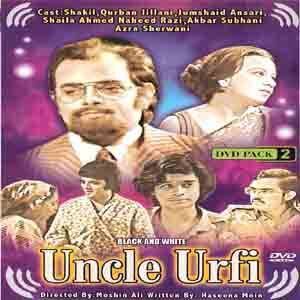 Cast Shakil, Qurban Jillani, Jumshaid Ansari,
Shaila Ahmed Naheed Razi, Akbar Subhani
Azra Sherwani
DVD PACK 2
BLACK AND WHITE
Uncle Urfi
DVD
Directed By Moshin Ali Written By Haseena Moin